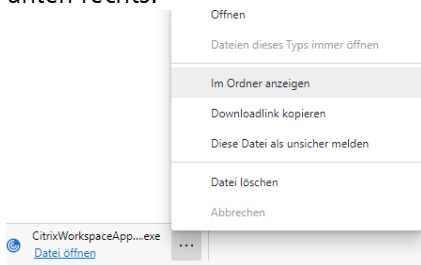 unten rechts.
Öffnen
Dateien dieses Typs immer öffnen
Im Ordner anzeigen
Downloadlink kopieren
Diese Datei als unsicher melden
Datei löschen
Abbrechen
CitrixWorkspaceApp....exe
Datei öffnen
...